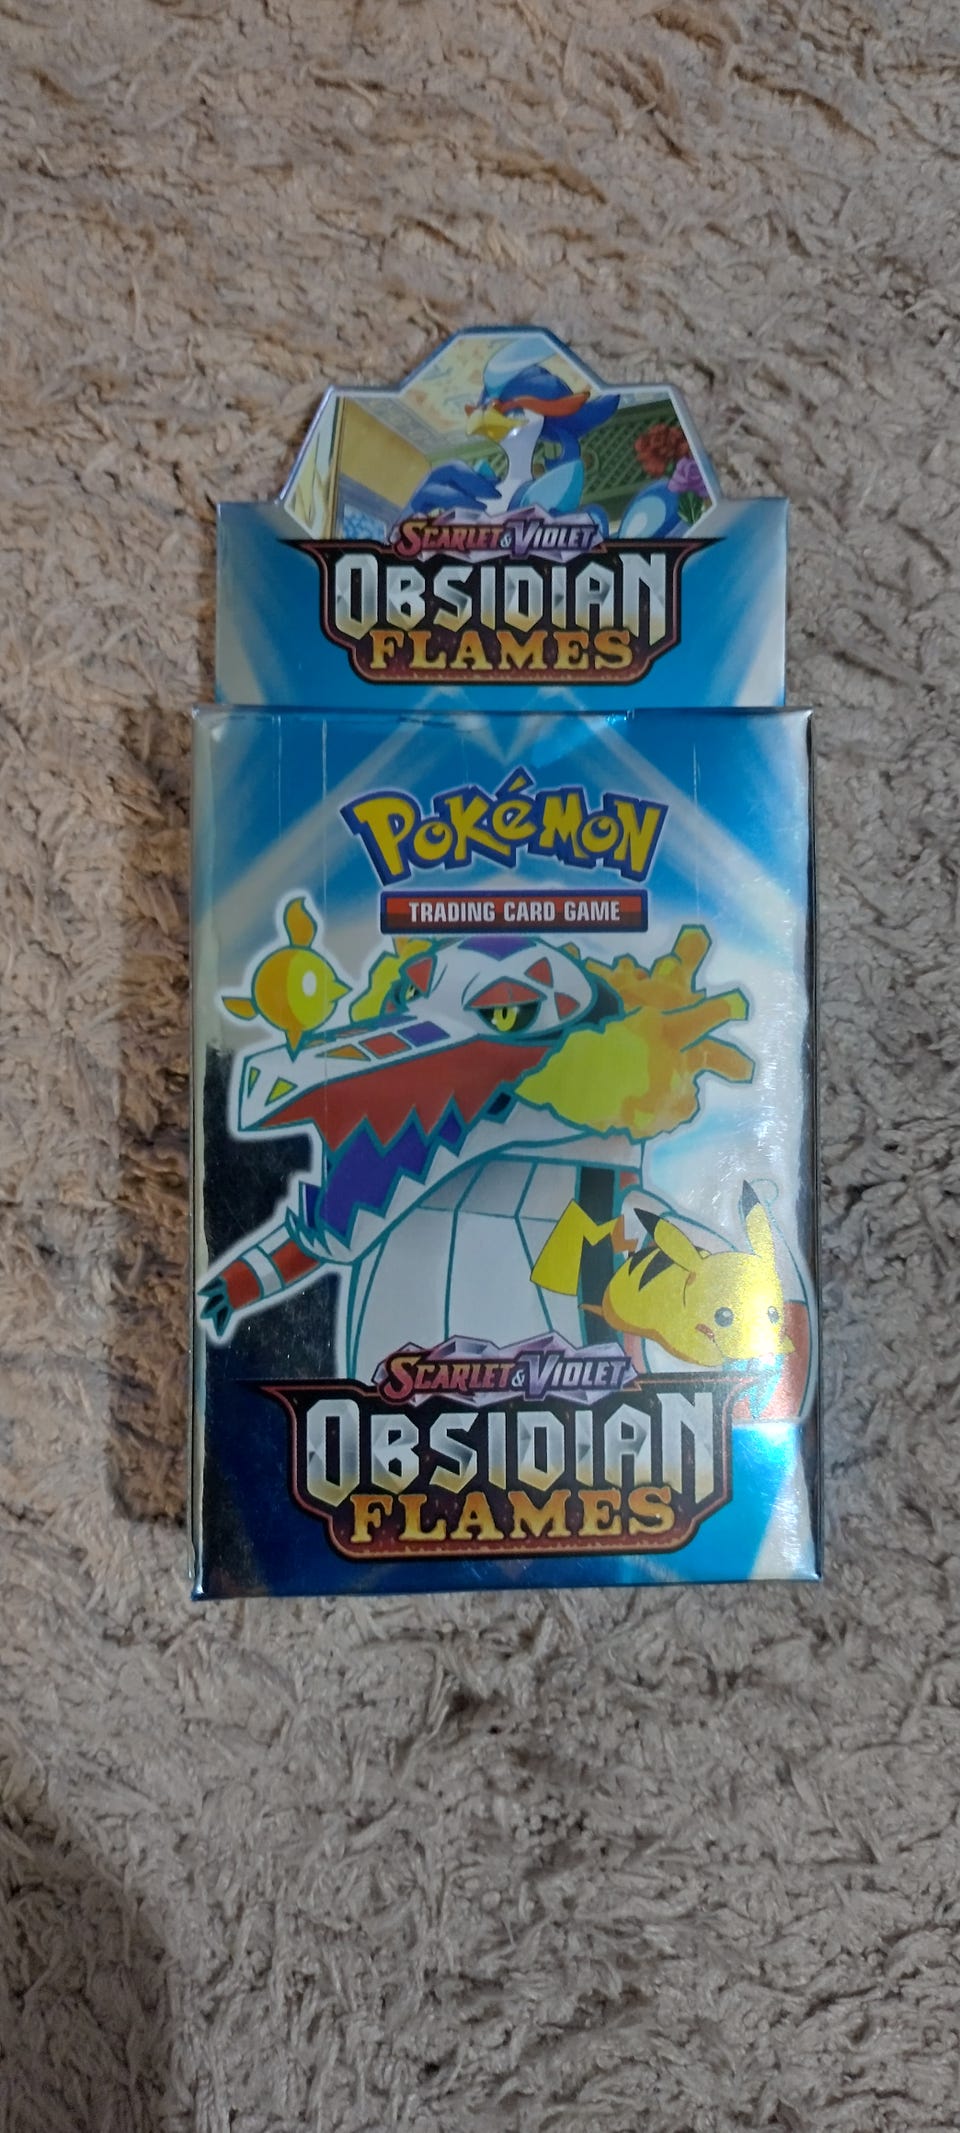 SCARLET & VIOLET
OBSIDIAN
FLAMES
POKéMON
TRADING CARD GAME
SCARLET & VIOLET
OBSIDIAN
FLAMES